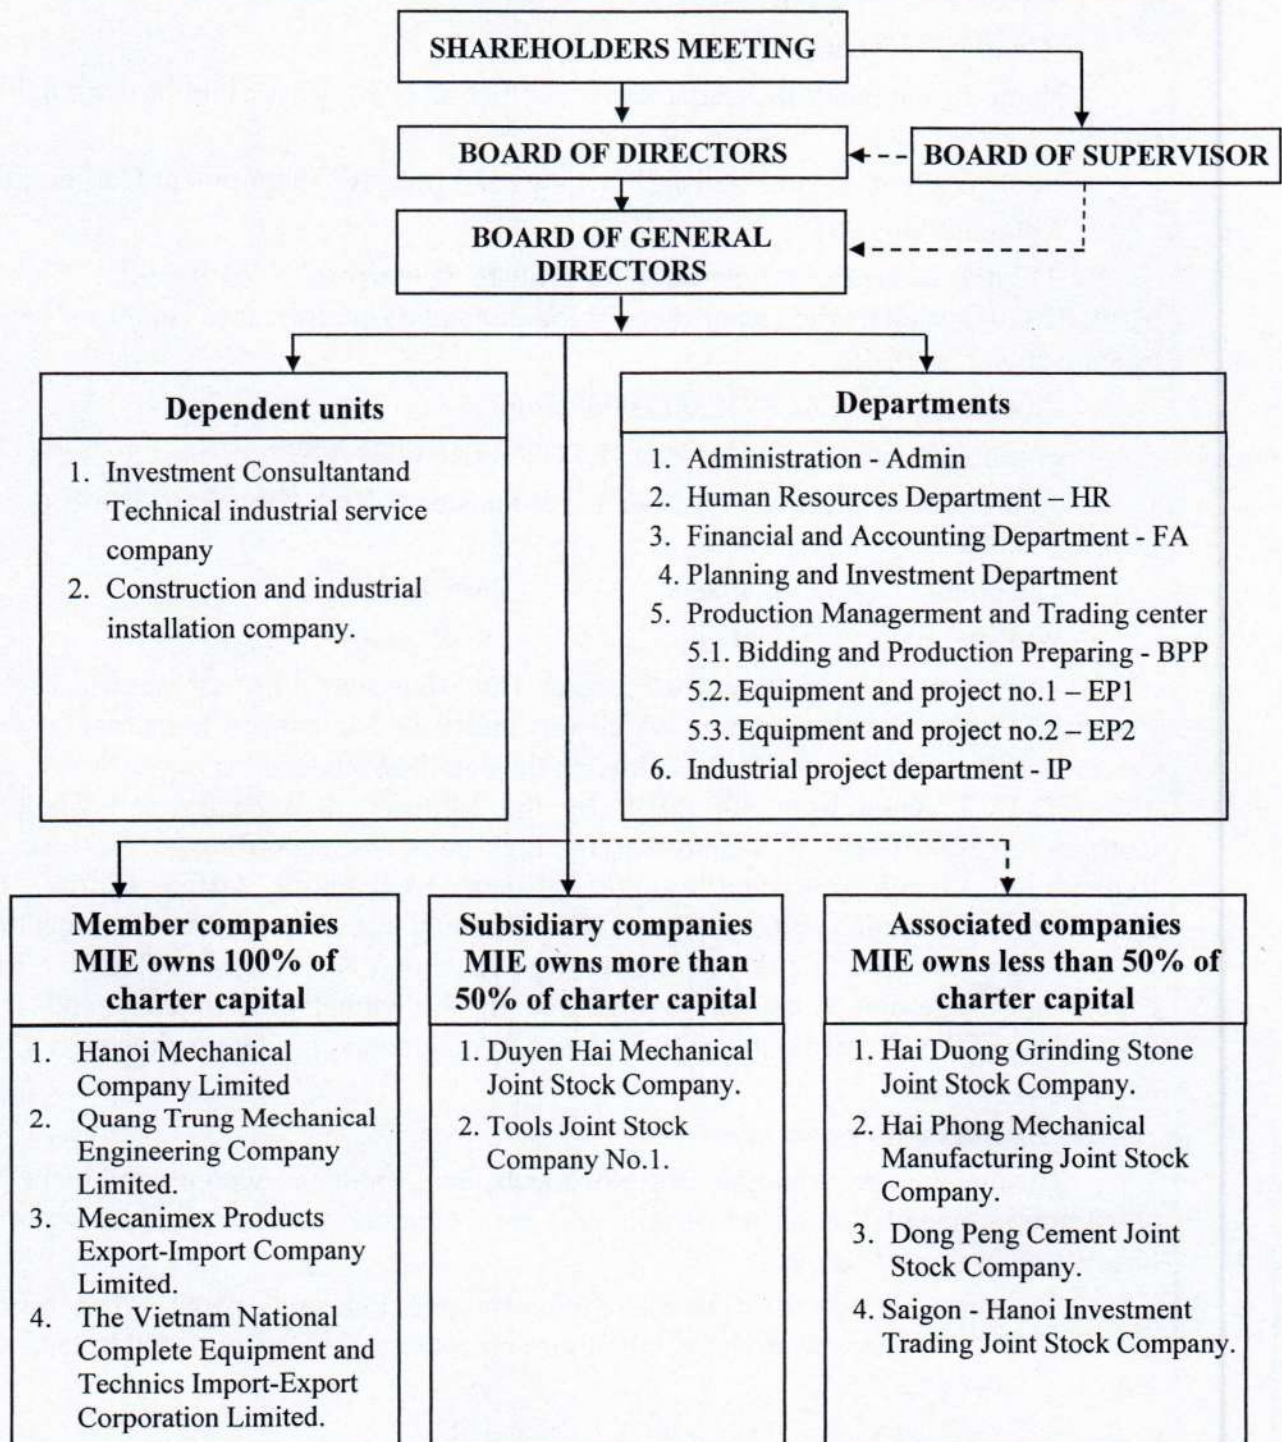 SHAREHOLDERS MEETING
BOARD OF DIRECTORS
BOARD OF SUPERVISOR
BOARD OF GENERAL
DIRECTORS
Dependent units
1. Investment Consultantand
Technical industrial service
company
2. Construction and industrial
installation company.
Departments
1. Administration - Admin
2. Human Resources Department – HR
3. Financial and Accounting Department - FA
4. Planning and Investment Department
5. Production Managerment and Trading center
5.1. Bidding and Production Preparing - BPP
5.2. Equipment and project no.1 – EP1
5.3. Equipment and project no.2 – EP2
6. Industrial project department - IP
Member companies
MIE owns 100% of
charter capital
1. Hanoi Mechanical
Company Limited
2. Quang Trung Mechanical
Engineering Company
Limited.
3. Mecanimex Products
Export-Import Company
Limited.
4. The Vietnam National
Complete Equipment and
Technics Import-Export
Corporation Limited.
Subsidiary companies
MIE owns more than
50% of charter capital
1. Duyen Hai Mechanical
Joint Stock Company.
2. Tools Joint Stock
Company No.1.
Associated companies
MIE owns less than 50% of
charter capital
1. Hai Duong Grinding Stone
Joint Stock Company.
2. Hai Phong Mechanical
Manufacturing Joint Stock
Company.
3. Dong Peng Cement Joint
Stock Company.
4. Saigon - Hanoi Investment
Trading Joint Stock Company.